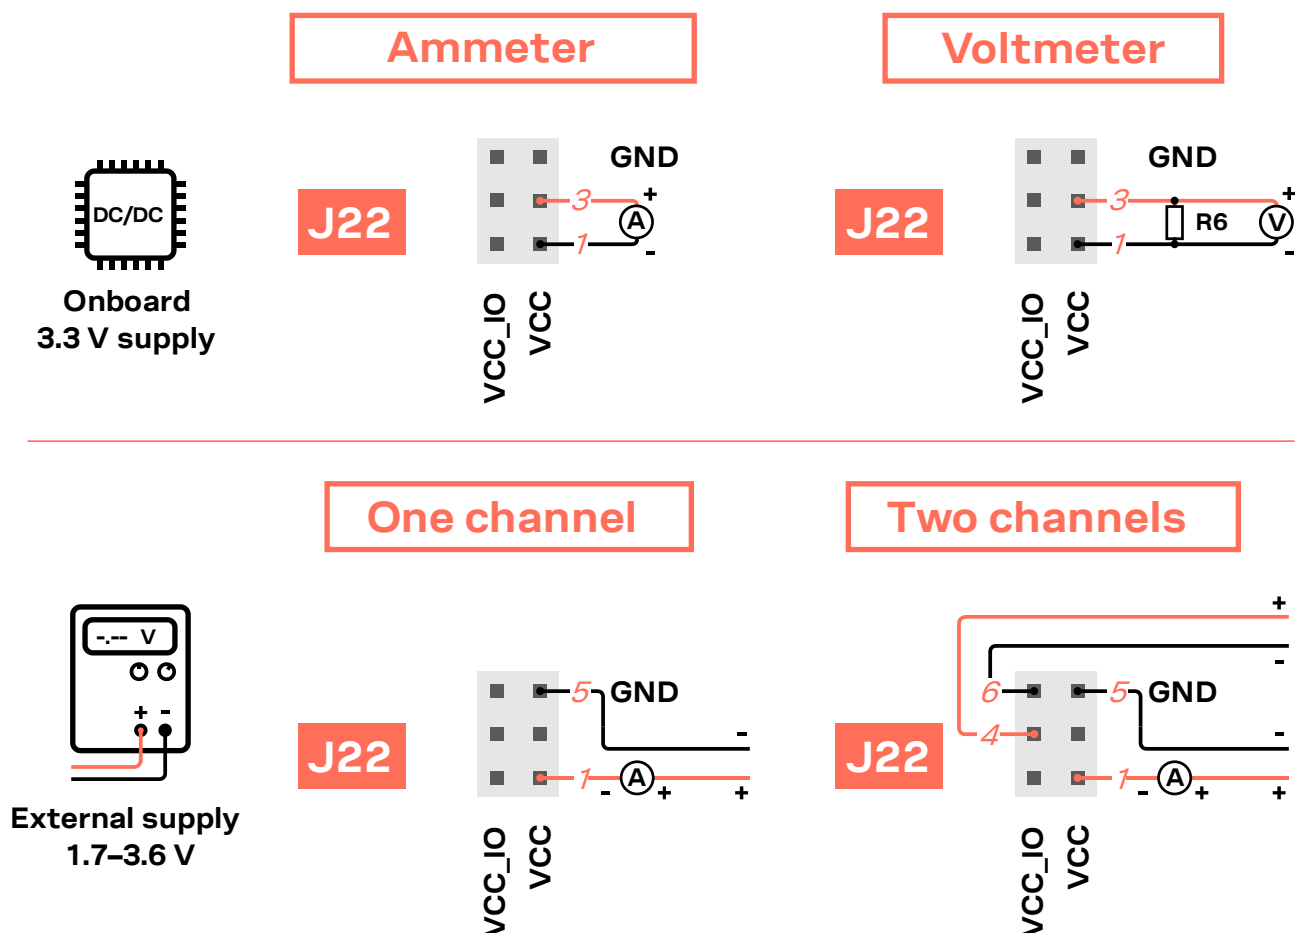 Ammeter
Voltmeter
DC/DC
Onboard
3.3 V supply
J22
GND
3
+
A
1
-
VCC_IO
VCC
J22
GND
3
+
R6
V
1
-
VCC_IO
VCC
One channel
Two channels
-.-- V
+ -
External supply
1.7–3.6 V
J22
5
GND
-
1
A
- +
+
VCC_IO
VCC
J22
+
-
6
5
GND
4
-
1
A
- +
+
VCC_IO
VCC